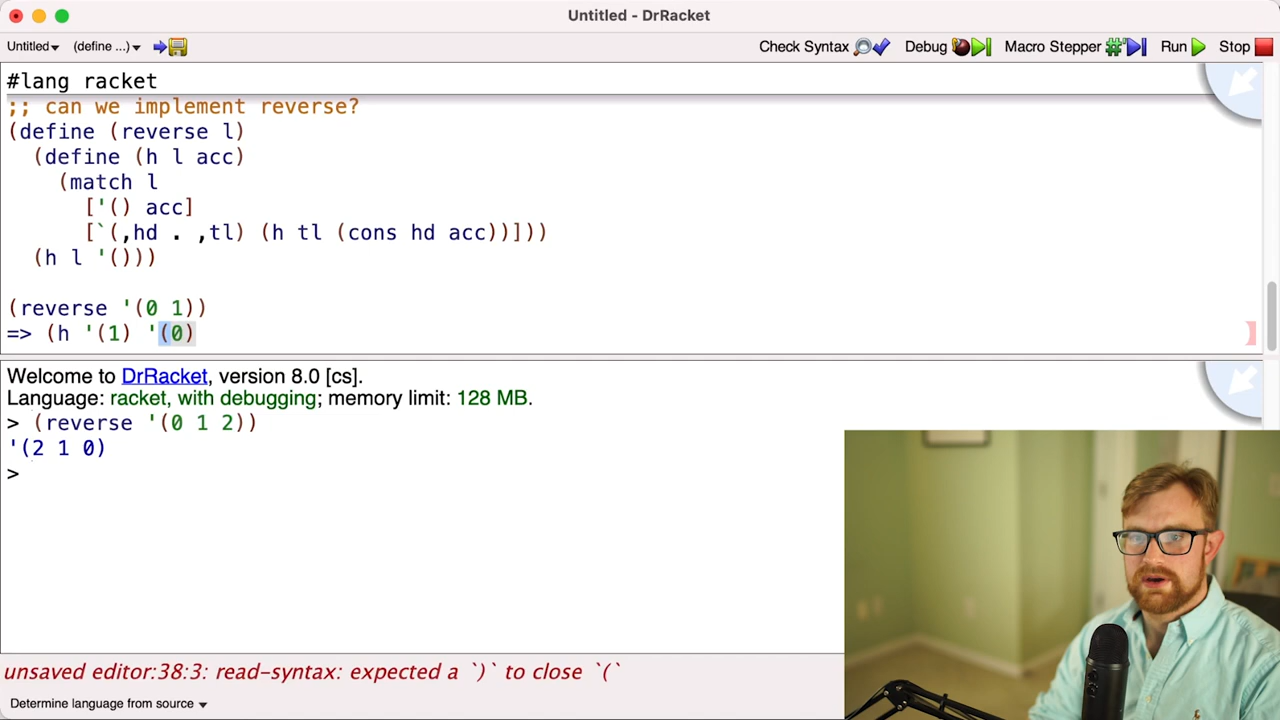 Untitled - DrRacket
Untitled (define ...) Check Syntax Debug Macro Stepper Run Stop
#lang racket
;; can we implement reverse?
(define (reverse l)
(define (h l acc)
(match l
['() acc]
[`(,hd . ,tl) (h tl (cons hd acc))]))
(h l '()))
(reverse '(0 1))
=> (h '(1) '(0)
Welcome to DrRacket, version 8.0 [cs].
Language: racket, with debugging; memory limit: 128 MB.
> (reverse '(0 1 2))
'(2 1 0)
>
unsaved editor:38:3: read-syntax: expected a `)` to close `(`
Determine language from source